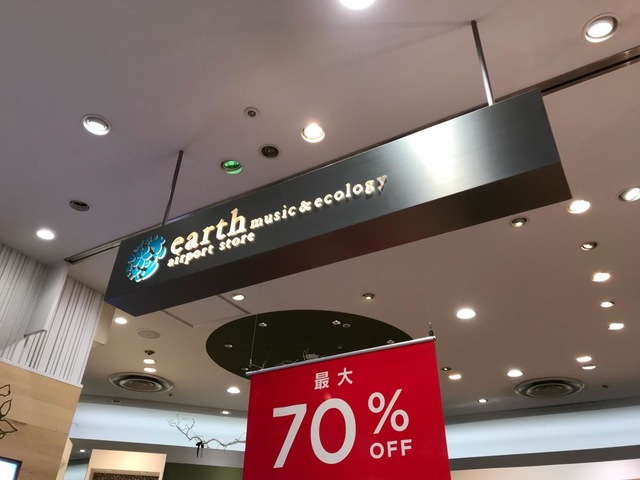 earth music&ecology
airport store
最大
70%
OFF